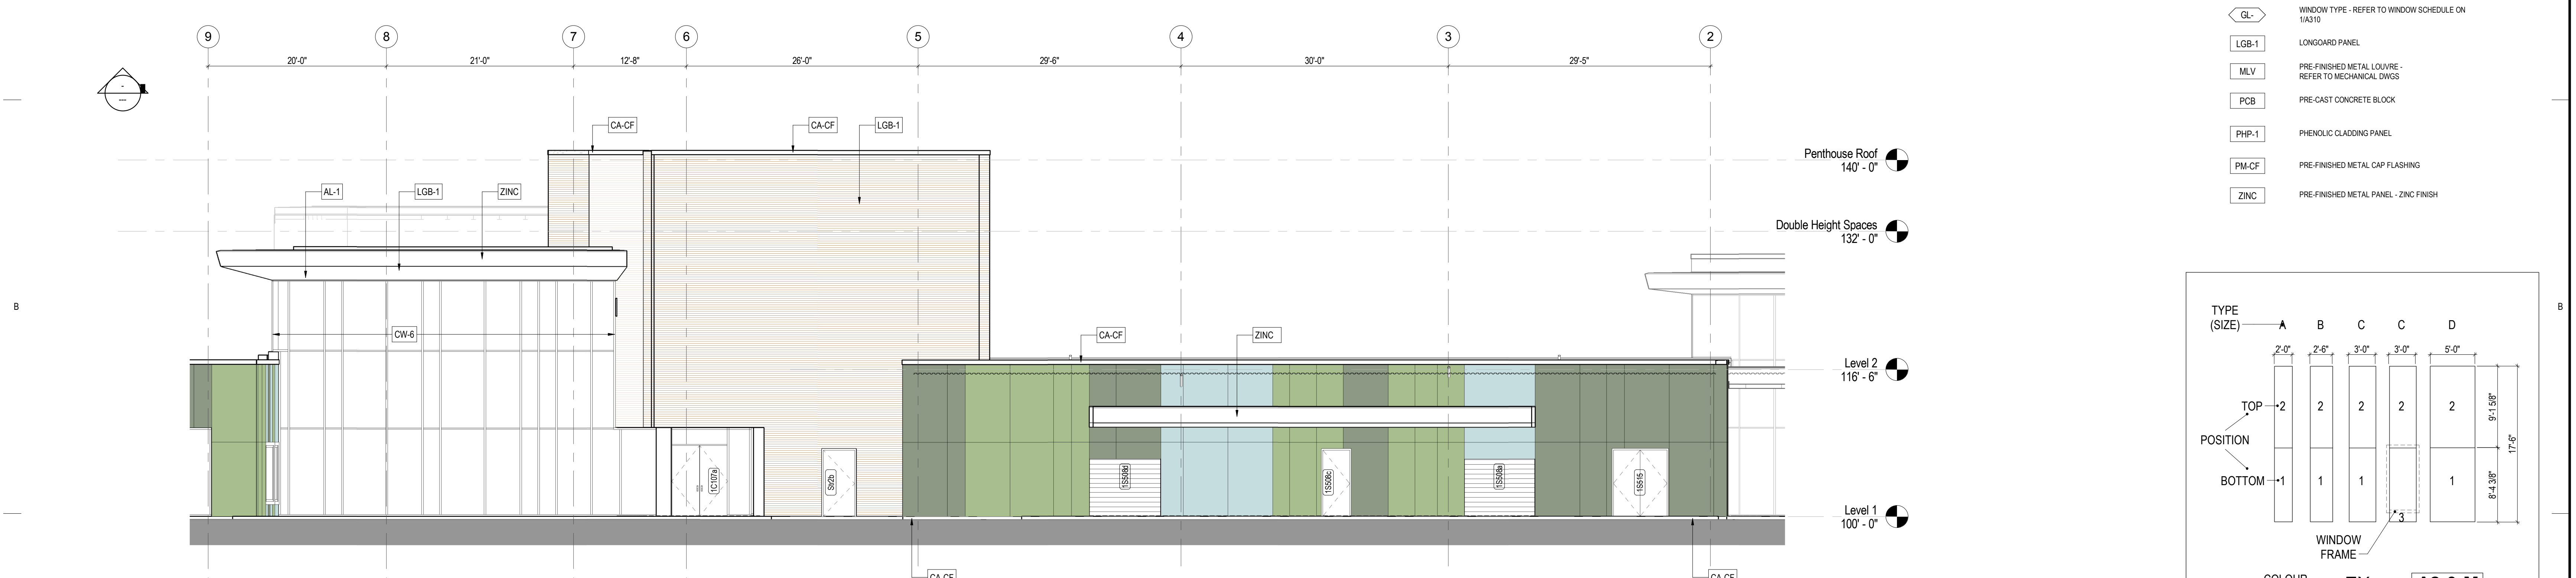 9
8
7
6
5
4
3
2
20'-0"
21'-0"
12'-8"
26'-0"
29'-6"
30'-0"
29'-5"
-
---
CA-CF
CA-CF
LGB-1
AL-1
LGB-1
ZINC
CW-6
CA-CF
ZINC
Penthouse Roof
140' - 0"
Double Height Spaces
132' - 0"
Level 2
116' - 6"
Level 1
100' - 0"
1C107a
Str2b
1S508d
1S508c
1S508a
1S515
CA-CF
CA-CF
B
B
GL-
WINDOW TYPE - REFER TO WINDOW SCHEDULE ON
1/A310
LGB-1
LONGOARD PANEL
MLV
PRE-FINISHED METAL LOUVRE -
REFER TO MECHANICAL DWGS
PCB
PRE-CAST CONCRETE BLOCK
PHP-1
PHENOLIC CLADDING PANEL
PM-CF
PRE-FINISHED METAL CAP FLASHING
ZINC
PRE-FINISHED METAL PANEL - ZINC FINISH
TYPE
(SIZE)
A B C C D
2'-0" 2'-6" 3'-0" 3'-0" 5'-0"
TOP
2 2 2 2 2
9'-1 5/8"
POSITION
17'-6"
BOTTOM
1 1 1 1
8'-4 3/8"
3
WINDOW
FRAME
COLOUR